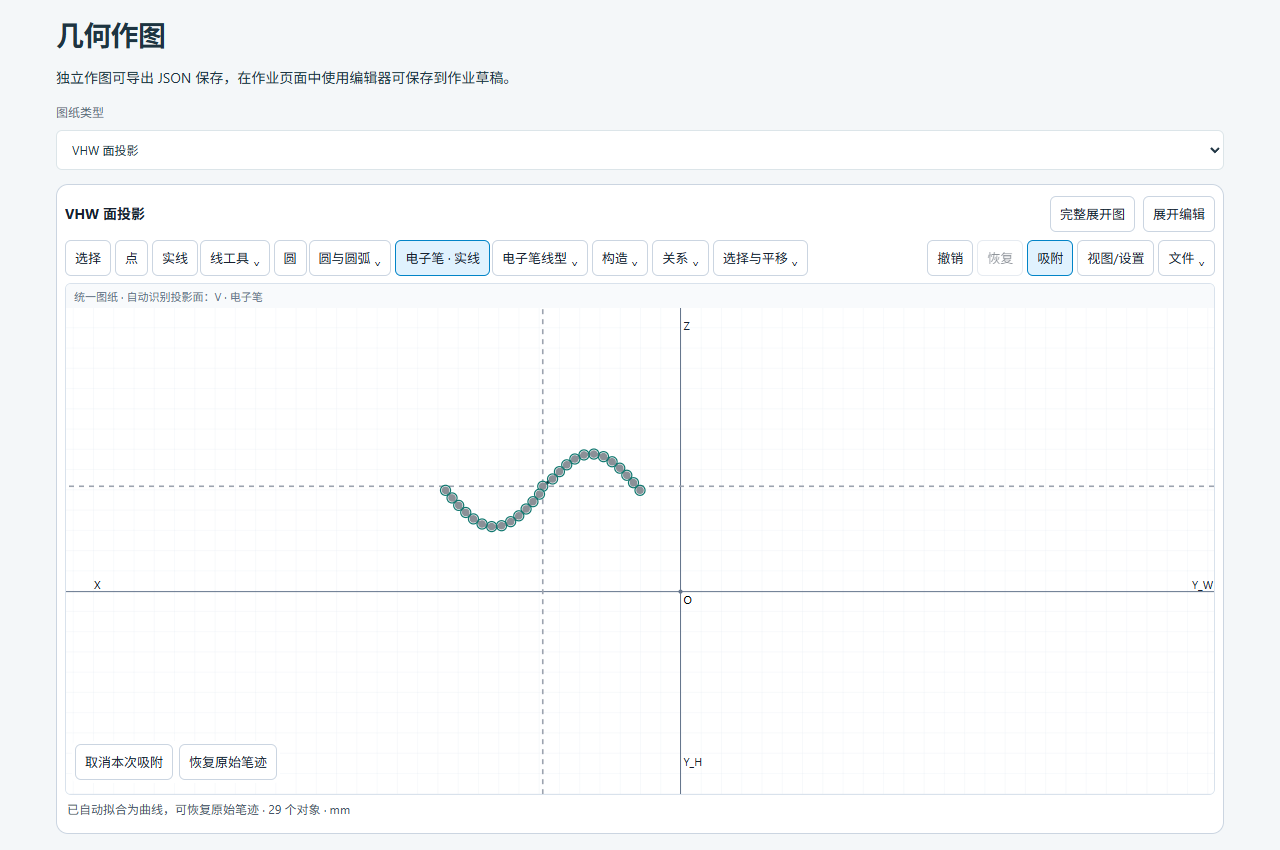 几何作图
独立作图可导出 JSON 保存，在作业页面中使用编辑器可保存到作业草稿。
图纸类型
VHW 面投影
VHW 面投影
完整展开图
展开编辑
选择
点
实线
线工具
圆
圆与圆弧
电子笔 · 实线
电子笔线型
构造
关系
选择与平移
撤销
恢复
吸附
视图/设置
文件
统一图纸 · 自动识别投影面：V · 电子笔
Z
X
Y_W
O
Y_H
取消本次吸附
恢复原始笔迹
已自动拟合为曲线，可恢复原始笔迹 · 29 个对象 · mm